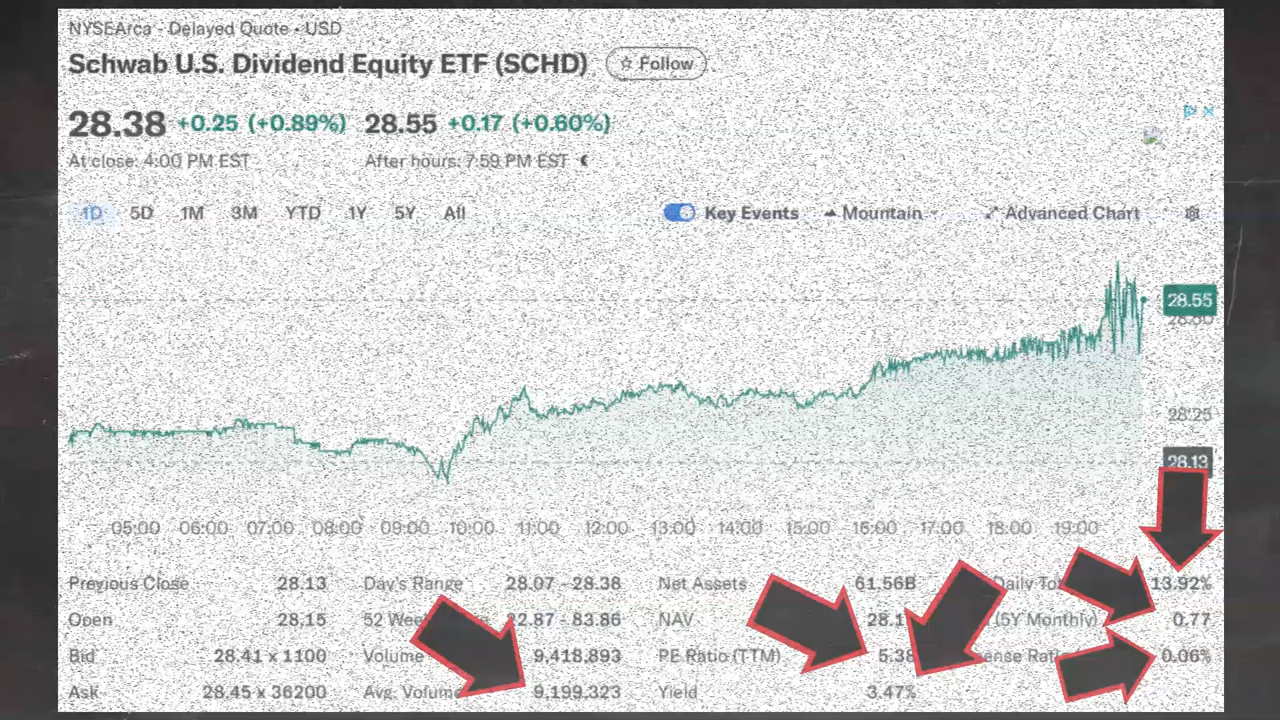 NYSEArca - Delayed Quote • USD
Schwab U.S. Dividend Equity ETF (SCHD)
Follow
28.38 +0.25 (+0.89%) 28.55 +0.17 (+0.60%)
At close: 4:00 PM EST After hours: 7:59 PM EST
1D 5D 1M 3M YTD 1Y 5Y All Key Events Mountain Advanced Chart
28.55
28.50
28.25
28.13
05:00 06:00 07:00 08:00 09:00 10:00 11:00 12:00 13:00 14:00 15:00 16:00 17:00 18:00 19:00
Previous Close 28.13 Day's Range 28.07 - 28.38 Net Assets 61.56B Daily 13.92%
Open 28.15 52 22.87 - 83.86 NAV (5Y Monthly) 0.77
Bid 28.41 x 1100 Volume 9,418,893 PE Ratio (TTM) 0.06%
Ask 28.45 x 36200 Avg. Volume 9,199,323 Yield 3.47%